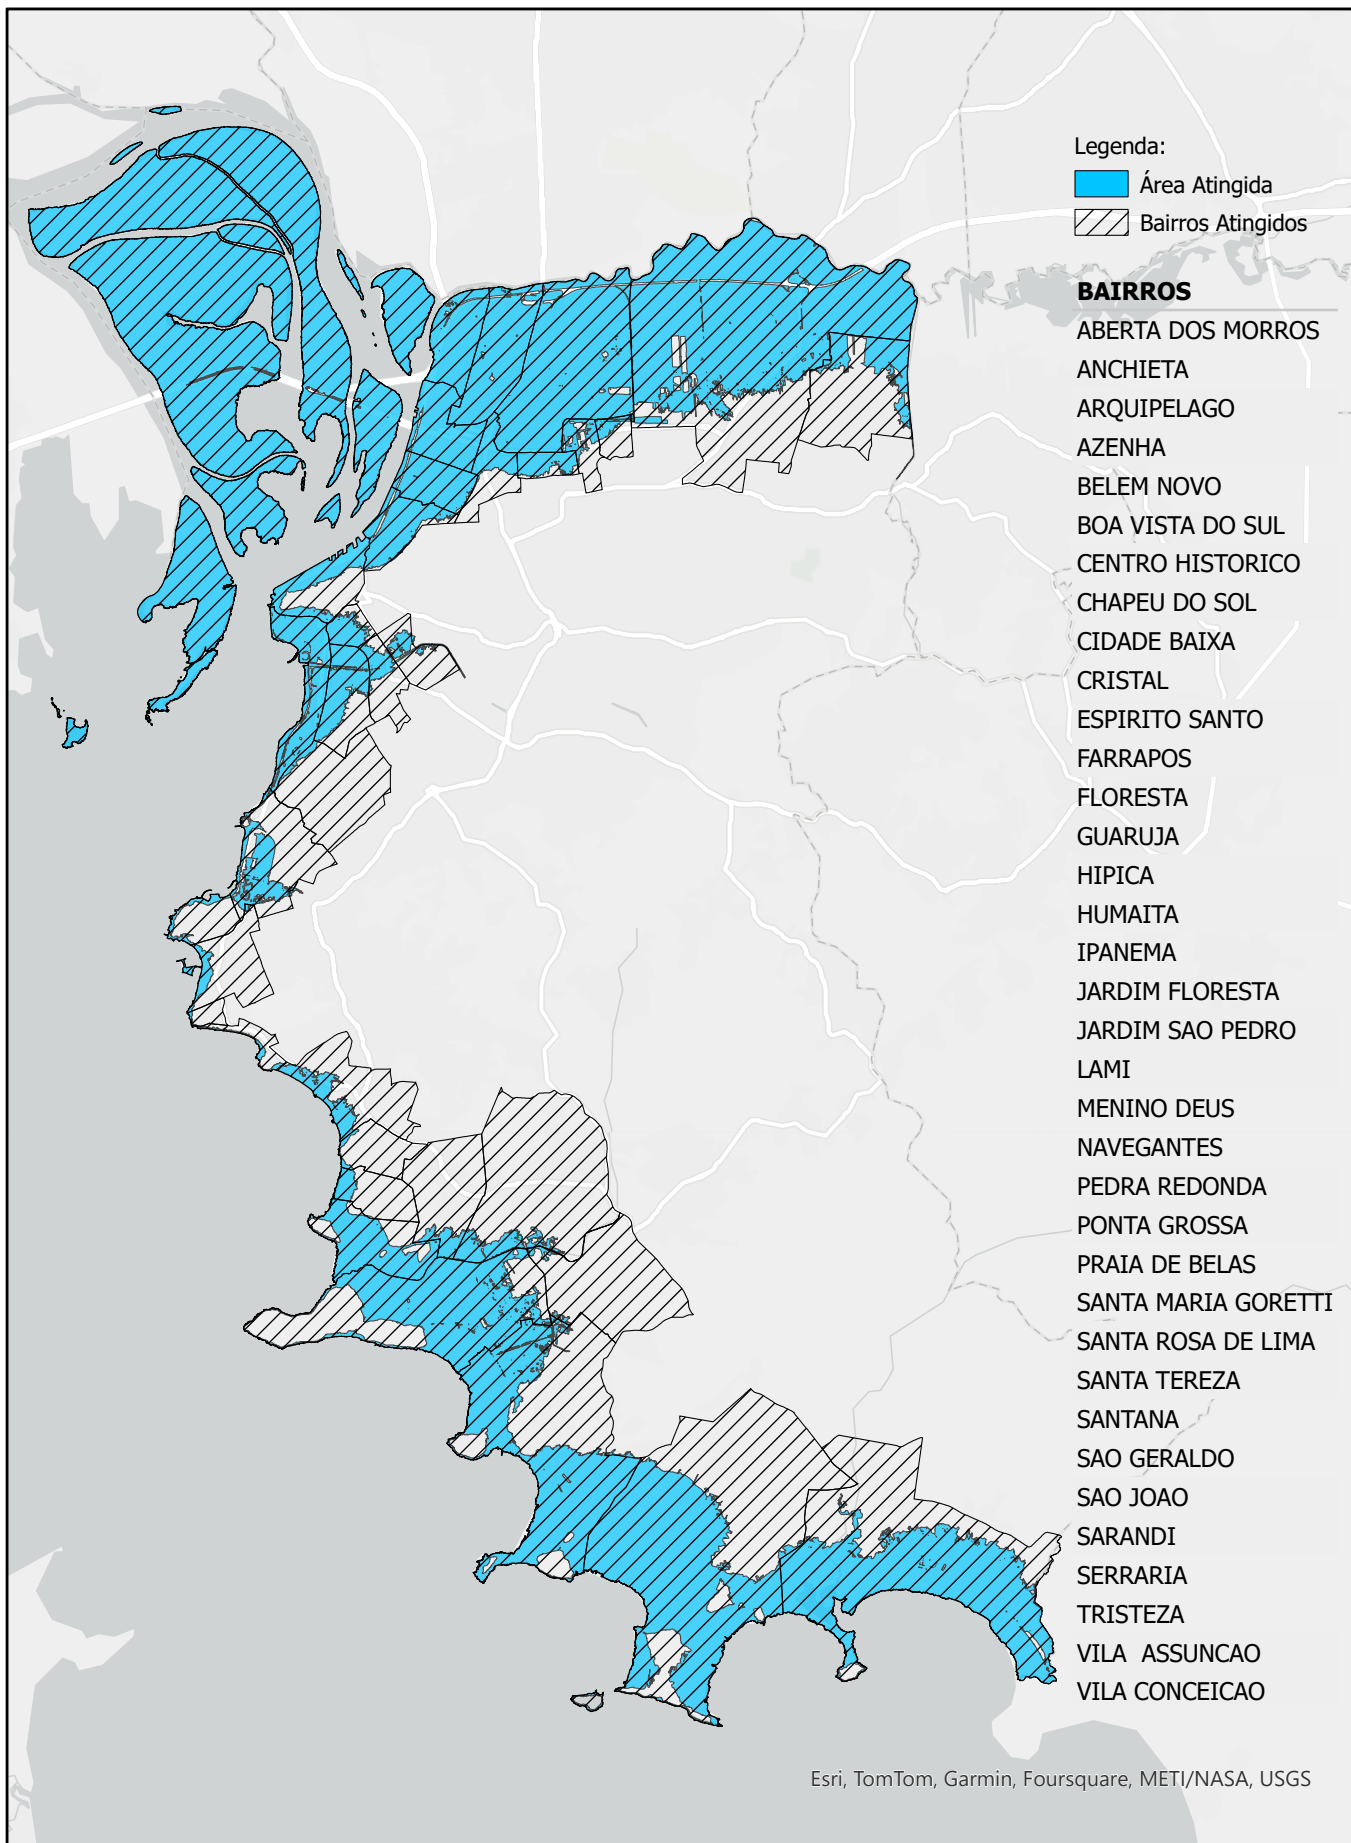 Legenda:
Área Atingida
Bairros Atingidos
BAIRROS
ABERTA DOS MORROS
ANCHIETA
ARQUIPELAGO
AZENHA
BELEM NOVO
BOA VISTA DO SUL
CENTRO HISTORICO
CHAPEU DO SOL
CIDADE BAIXA
CRISTAL
ESPIRITO SANTO
FARRAPOS
FLORESTA
GUARUJA
HIPICA
HUMAITA
IPANEMA
JARDIM FLORESTA
JARDIM SAO PEDRO
LAMI
MENINO DEUS
NAVEGANTES
PEDRA REDONDA
PONTA GROSSA
PRAIA DE BELAS
SANTA MARIA GORETTI
SANTA ROSA DE LIMA
SANTA TEREZA
SANTANA
SAO GERALDO
SAO JOAO
SARANDI
SERRARIA
TRISTEZA
VILA  ASSUNCAO
VILA CONCEICAO
Esri, TomTom, Garmin, Foursquare, METI/NASA, USGS